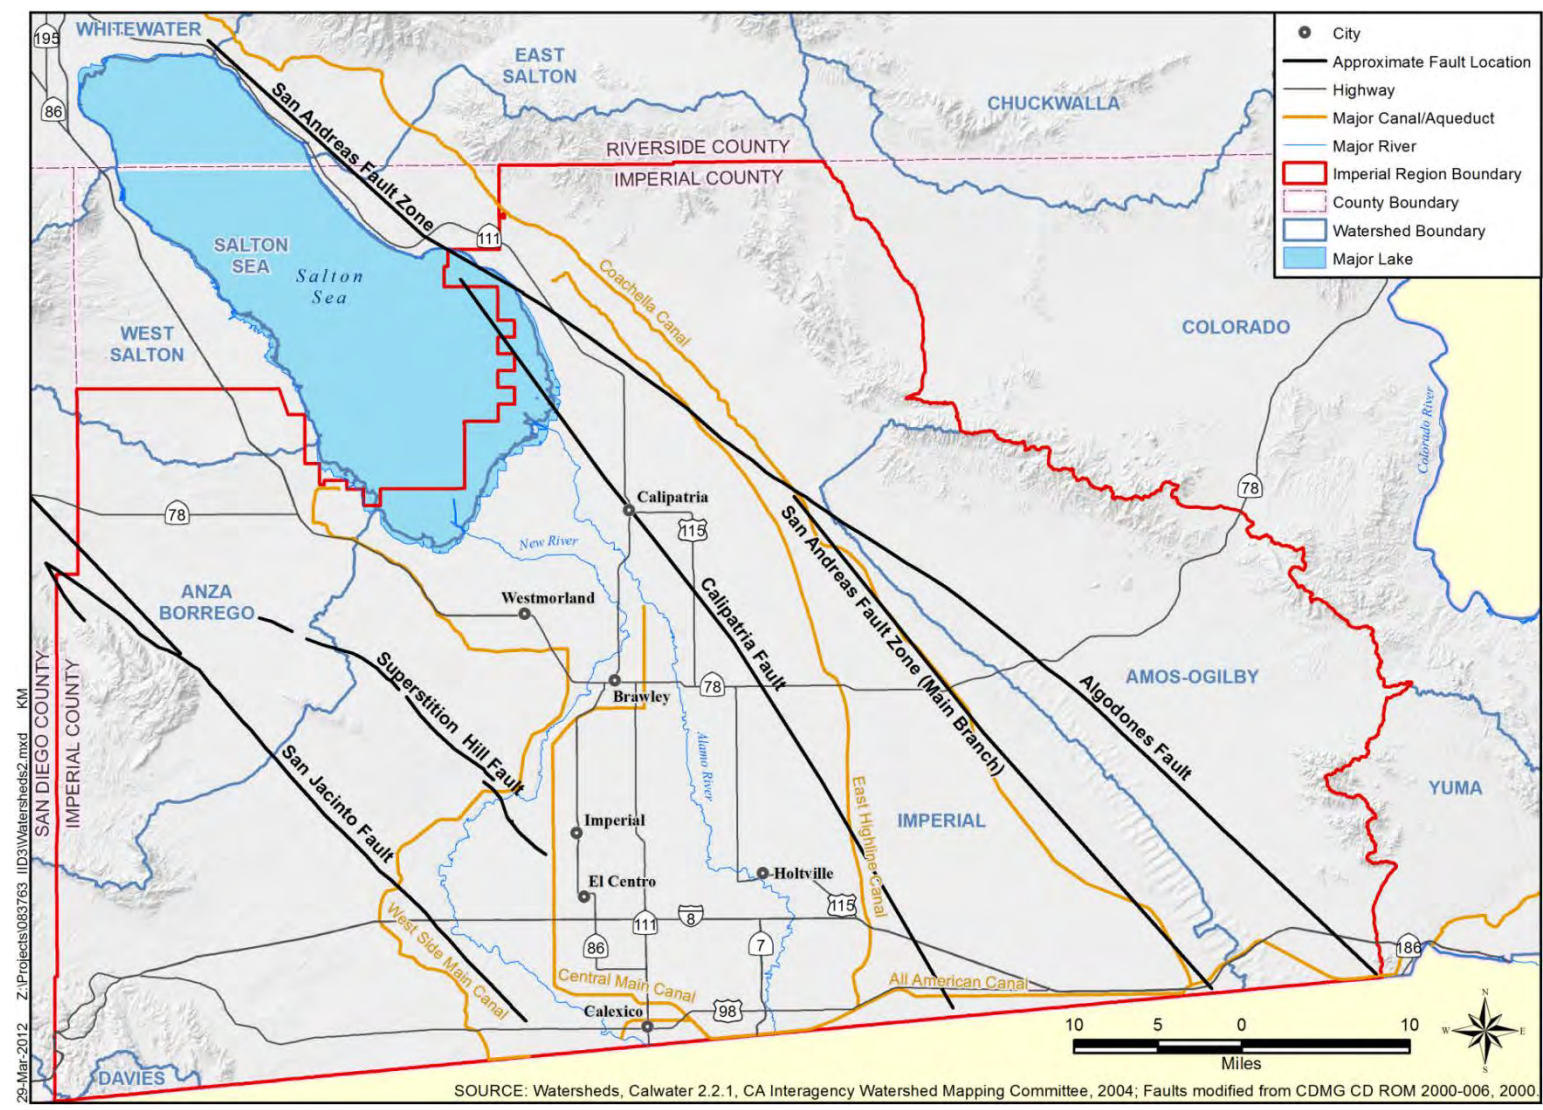 WHITEWATER
195
86
EAST
SALTON
CHUCKWALLA
City
Approximate Fault Location
Highway
Major Canal/Aqueduct
Major River
Imperial Region Boundary
County Boundary
Watershed Boundary
Major Lake
San Andreas Fault Zone
RIVERSIDE COUNTY
IMPERIAL COUNTY
111
SALTON
SEA
Salton
Sea
Coachella Canal
WEST
SALTON
COLORADO
Colorado River
78
78
Calipatria
115
New River
San Andreas Fault Zone (Main Branch)
ANZA
BORREGO
Westmorland
Calipatria Fault
Superstition Hill Fault
Brawley
78
AMOS-OGILBY
Algodones Fault
SAN DIEGO COUNTY
IMPERIAL COUNTY
San Jacinto Fault
Alamo River
YUMA
Imperial
East Highline Canal
IMPERIAL
El Centro
Holtville
115
West Side Main Canal
111
8
86
7
186
Central Main Canal
All American Canal
Calexico
98
10 5 0 10
Miles
N
W E
S
DAVIES
SOURCE: Watersheds, Calwater 2.2.1, CA Interagency Watershed Mapping Committee, 2004; Faults modified from CDMG CD ROM 2000-006, 2000.
29-Mar-2012 Z:\Projects\083763_IID3\Watersheds2.mxd KM